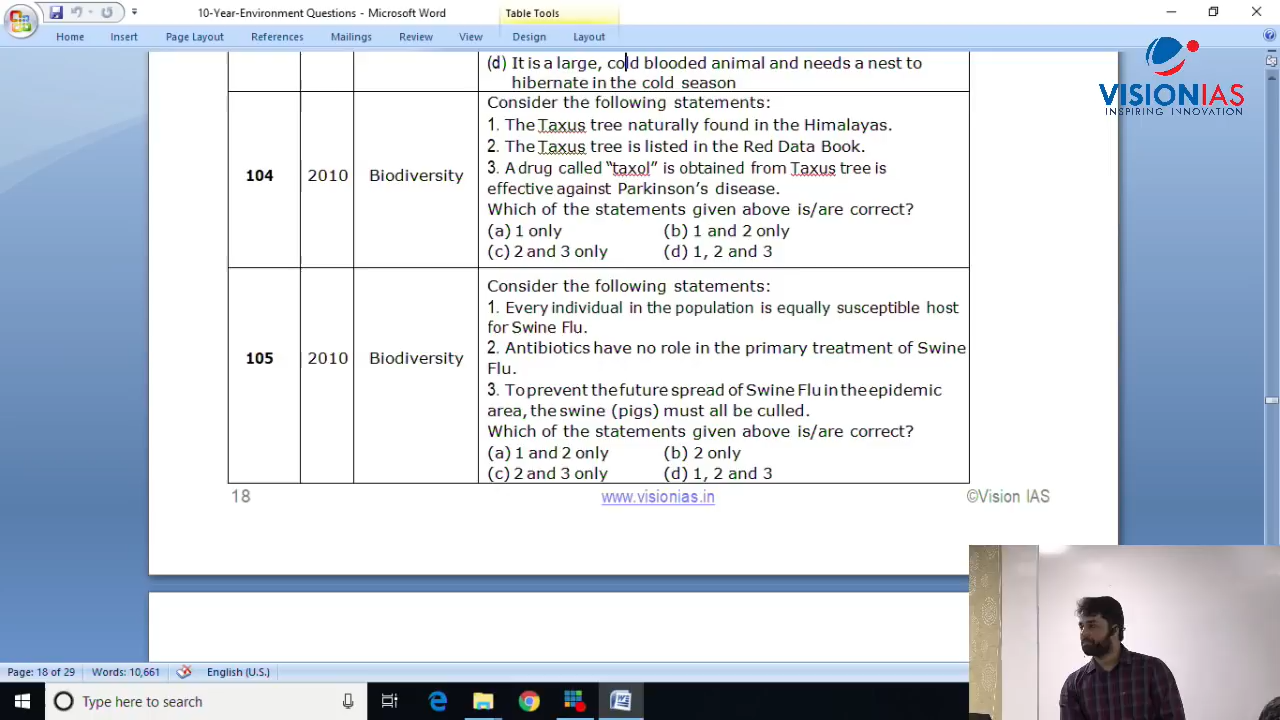 10-Year-Environment Questions - Microsoft Word
Table Tools
Home Insert Page Layout References Mailings Review View Design Layout
VISIONIAS
INSPIRING INNOVATION
(d) It is a large, cold blooded animal and needs a nest to
hibernate in the cold season
104 2010 Biodiversity
Consider the following statements:
1. The Taxus tree naturally found in the Himalayas.
2. The Taxus tree is listed in the Red Data Book.
3. A drug called “taxol” is obtained from Taxus tree is
effective against Parkinson’s disease.
Which of the statements given above is/are correct?
(a) 1 only (b) 1 and 2 only
(c) 2 and 3 only (d) 1, 2 and 3
105 2010 Biodiversity
Consider the following statements:
1. Every individual in the population is equally susceptible host
for Swine Flu.
2. Antibiotics have no role in the primary treatment of Swine
Flu.
3. To prevent the future spread of Swine Flu in the epidemic
area, the swine (pigs) must all be culled.
Which of the statements given above is/are correct?
(a) 1 and 2 only (b) 2 only
(c) 2 and 3 only (d) 1, 2 and 3
18 www.visionias.in ©Vision IAS
Page: 18 of 29 Words: 10,661 English (U.S.)
Type here to search